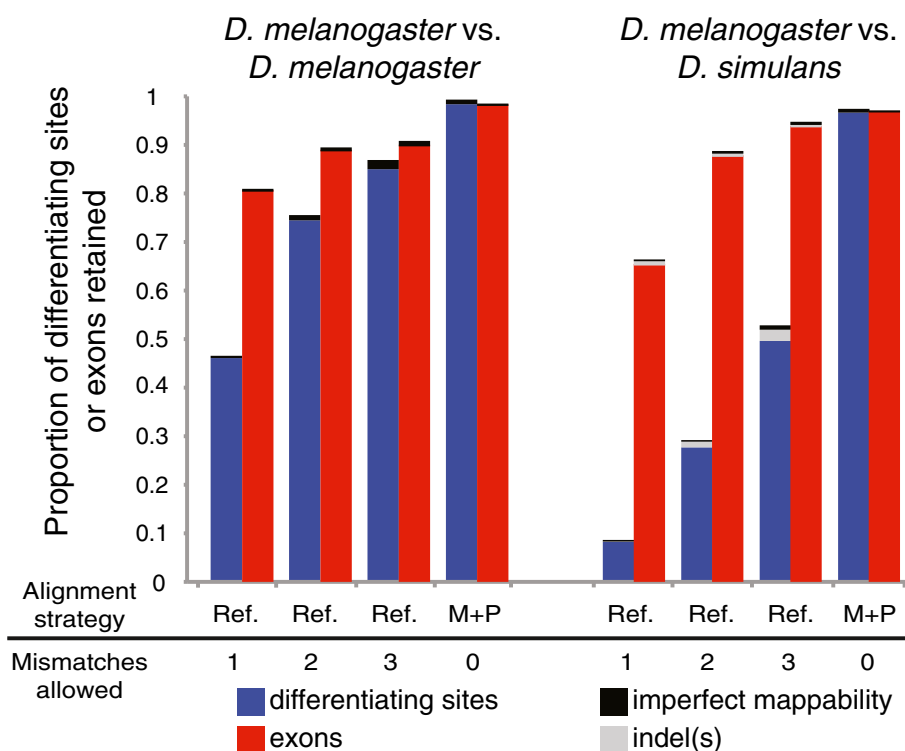 D. melanogaster vs.
D. melanogaster
D. melanogaster vs.
D. simulans
Proportion of differentiating sites
or exons retained
1
0.9
0.8
0.7
0.6
0.5
0.4
0.3
0.2
0.1
0
Alignment
strategy
Ref. Ref. Ref. M+P Ref. Ref. Ref. M+P
Mismatches
allowed
1 2 3 0 1 2 3 0
differentiating sites
exons
imperfect mappability
indel(s)